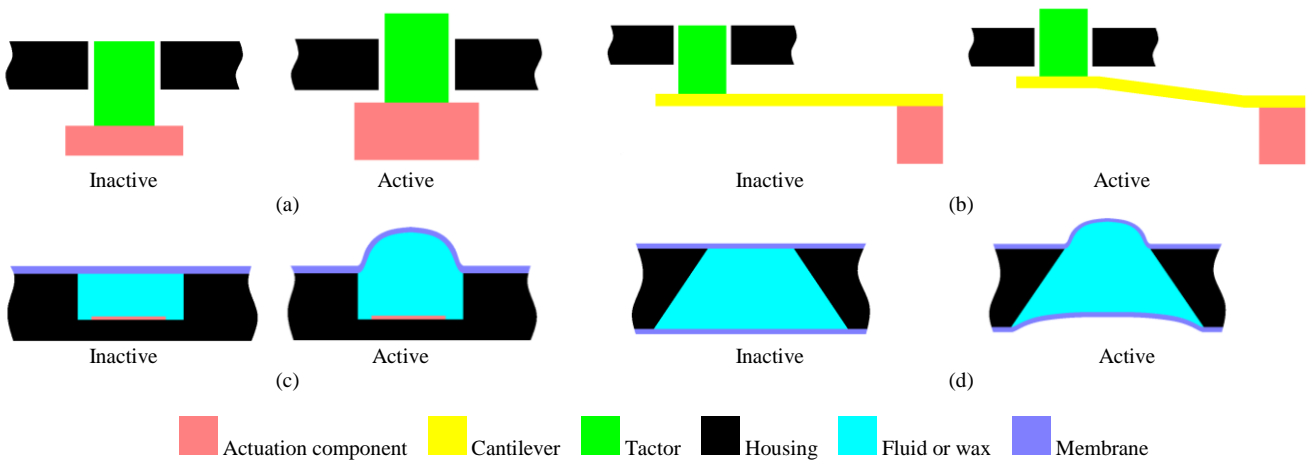 Inactive
Active
(a)
Inactive
Active
(b)
Inactive
Active
(c)
Inactive
Active
(d)
Actuation component Cantilever Tactor Housing Fluid or wax Membrane